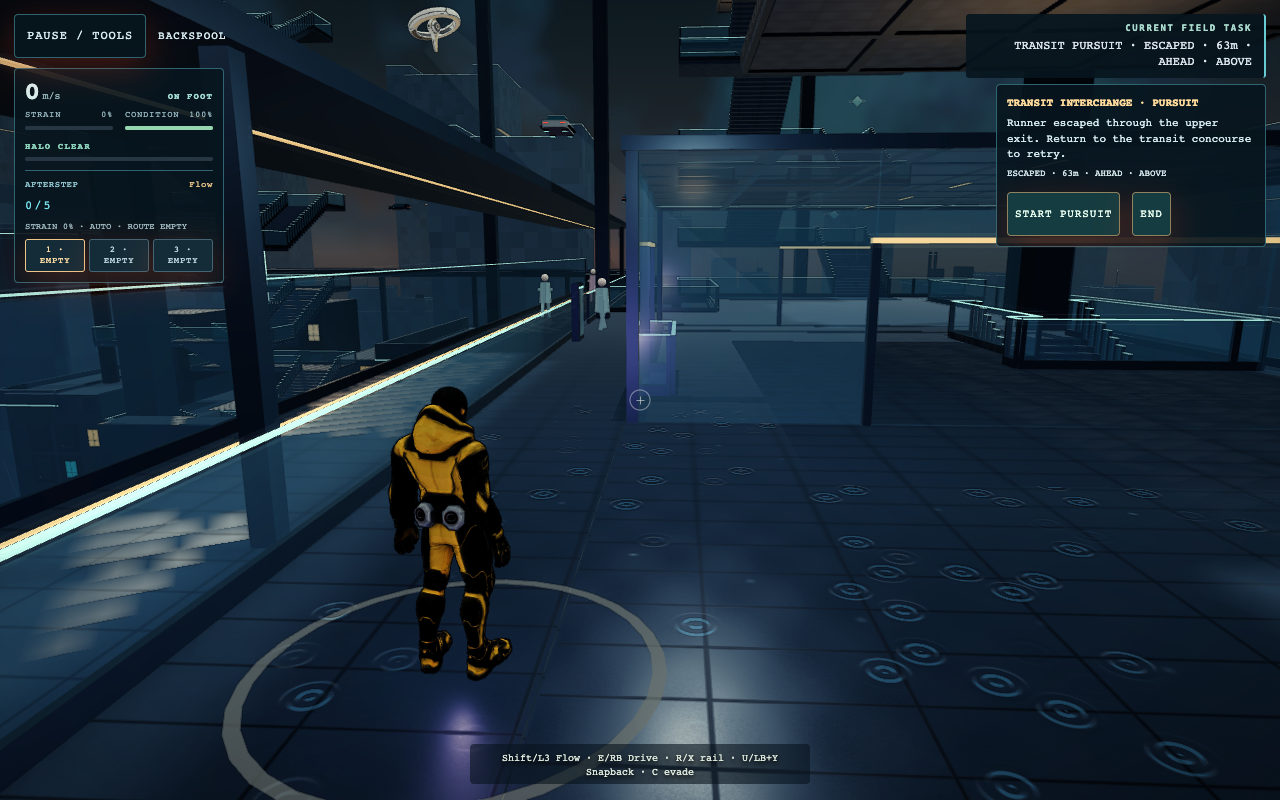 PAUSE / TOOLS
BACKSPOOL
0 m/s
ON FOOT
STRAIN 0%
CONDITION 100%
HALO CLEAR
AFTERSTEP
Flow
0 / 5
STRAIN 0% · AUTO · ROUTE EMPTY
1 · EMPTY
2 · EMPTY
3 · EMPTY
CURRENT FIELD TASK
TRANSIT PURSUIT · ESCAPED · 63m ·
AHEAD · ABOVE
TRANSIT INTERCHANGE · PURSUIT
Runner escaped through the upper
exit. Return to the transit concourse
to retry.
ESCAPED · 63m · AHEAD · ABOVE
START PURSUIT
END
Shift/L3 Flow · E/RB Drive · R/X rail · U/LB+Y
Snapback · C evade